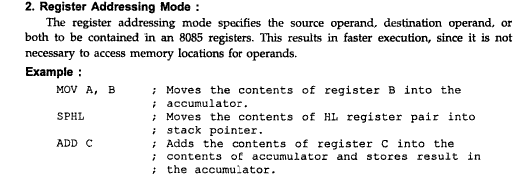 2. Register Addressing Mode :
The register addressing mode specifies the source operand, destination operand, or
both to be contained in an 8085 registers. This results in faster execution, since it is not
necessary to access memory locations for operands.
Example :
MOV A, B ; Moves the contents of register B into the
; accumulator.
SPHL ; Moves the contents of HL register pair into
; stack pointer.
ADD C ; Adds the contents of register C into the
; contents of accumulator and stores result in
; the accumulator.